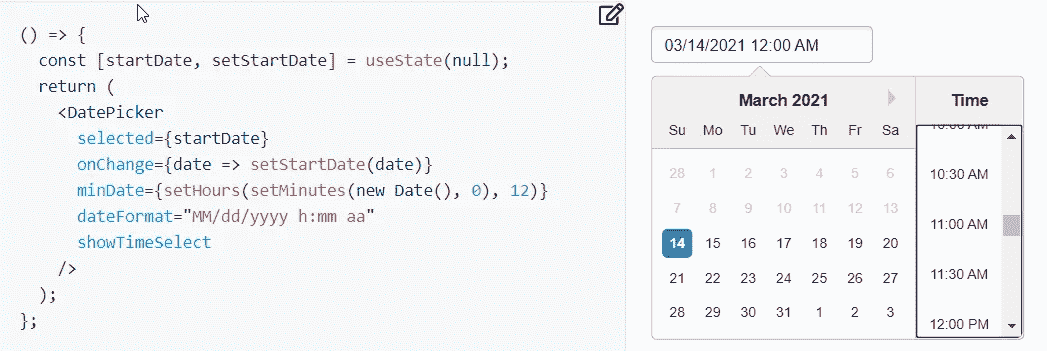 () => {
const [startDate, setStartDate] = useState(null);
return (
<DatePicker
selected={startDate}
onChange={date => setStartDate(date)}
minDate={setHours(setMinutes(new Date(), 0), 12)}
dateFormat="MM/dd/yyyy h:mm aa"
showTimeSelect
/>
);
};
03/14/2021 12:00 AM
March 2021
Su Mo Tu We Th Fr Sa
28 1 2 3 4 5 6
7 8 9 10 11 12 13
14 15 16 17 18 19 20
21 22 23 24 25 26 27
28 29 30 31 1 2 3
Time
10:30 AM
11:00 AM
11:30 AM
12:00 PM